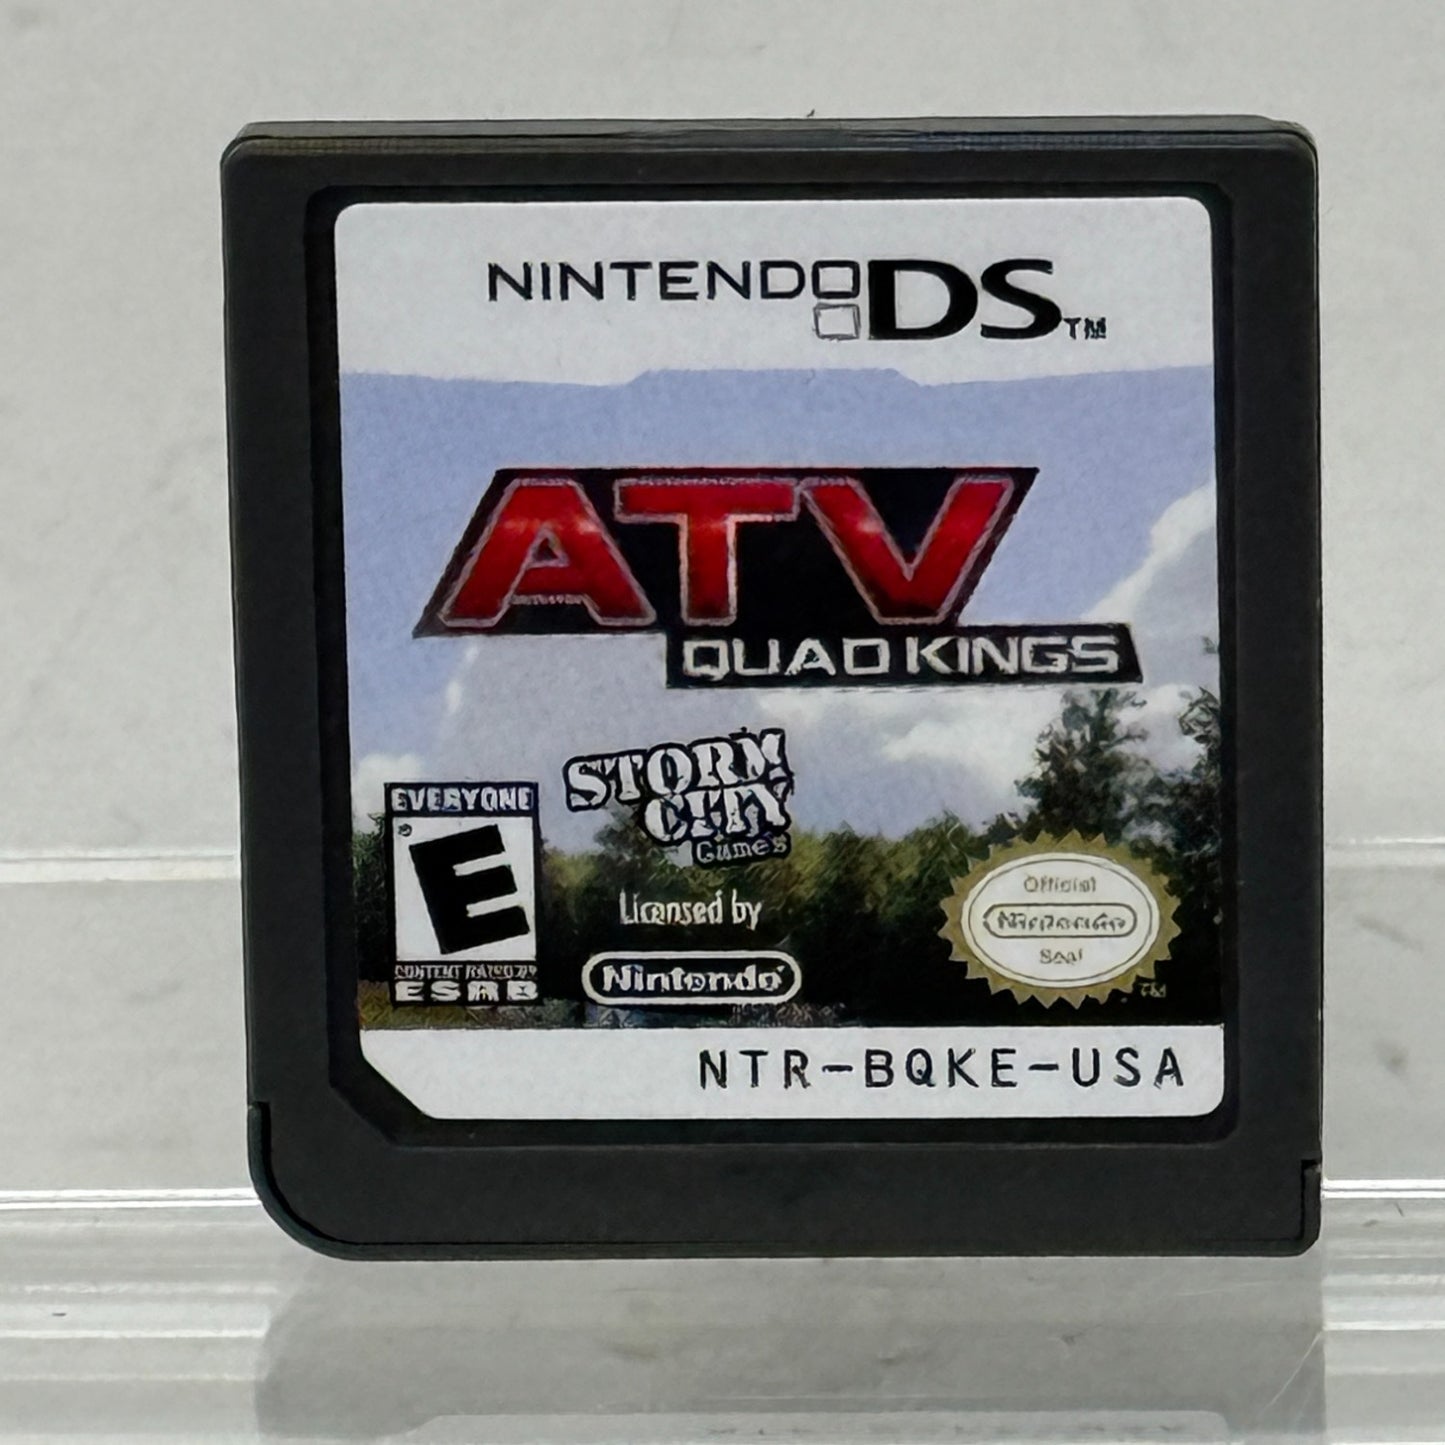 NINTENDO DS™
ATV
QUAD KINGS
STORM
CITY
Games
EVERYONE
E
CONTENT RATED BY
ESRB
Licensed by
Nintendo
Official
Nintendo
Seal
TM
NTR-BQKE-USA